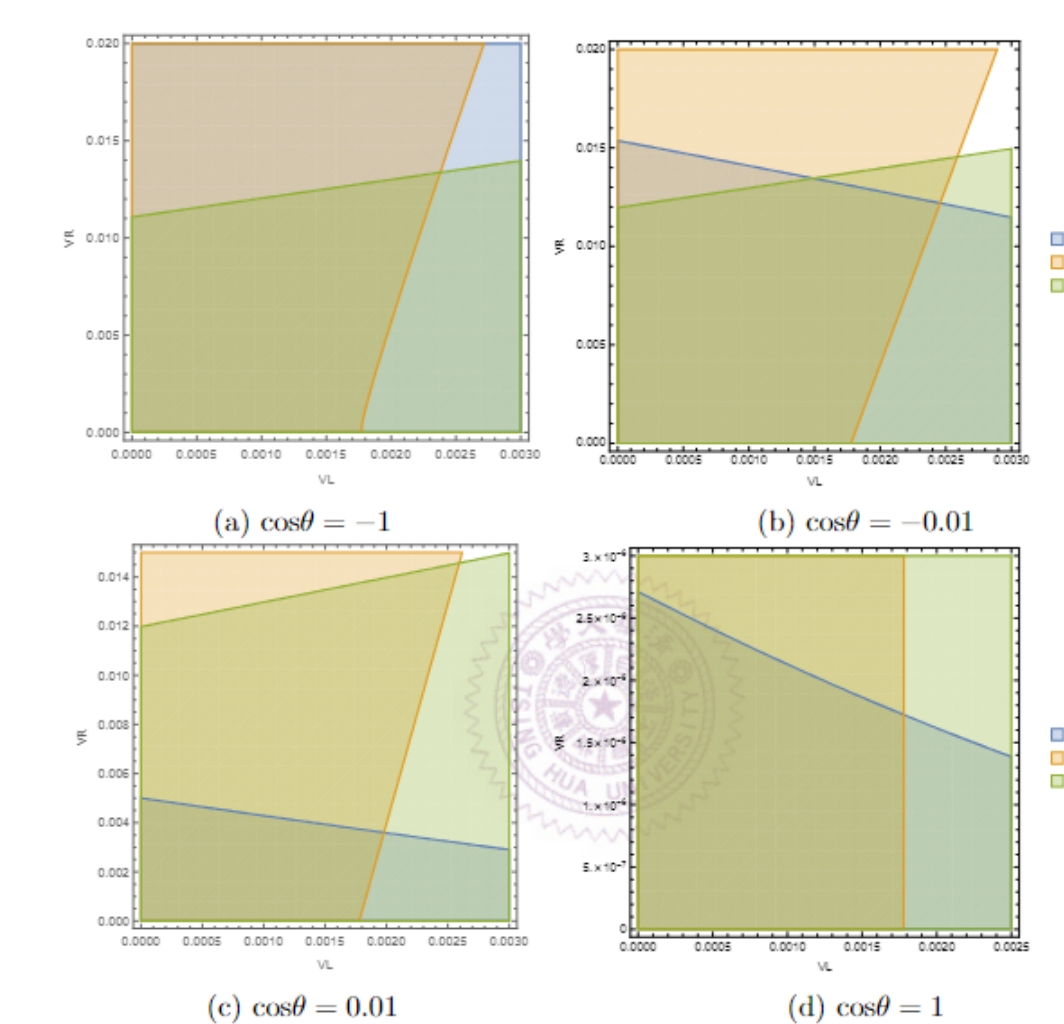 0.020
0.015
0.010
0.005
0.000
VR
0.0000 0.0005 0.0010 0.0015 0.0020 0.0025 0.0030
VL
(a) cosθ = −1
0.020
0.015
0.010
0.005
0.000
VR
0.0000 0.0005 0.0010 0.0015 0.0020 0.0025 0.0030
VL
(b) cosθ = −0.01
0.014
0.012
0.010
0.008
0.006
0.004
0.002
0.000
VR
0.0000 0.0005 0.0010 0.0015 0.0020 0.0025 0.0030
VL
(c) cosθ = 0.01
3.×10⁻⁶
2.5×10⁻⁶
2.×10⁻⁶
1.5×10⁻⁶
1.×10⁻⁶
5.×10⁻⁷
0
VR
0.0000 0.0005 0.0010 0.0015 0.0020 0.0025
VL
(d) cosθ = 1
TSING HUA UNIVERSITY